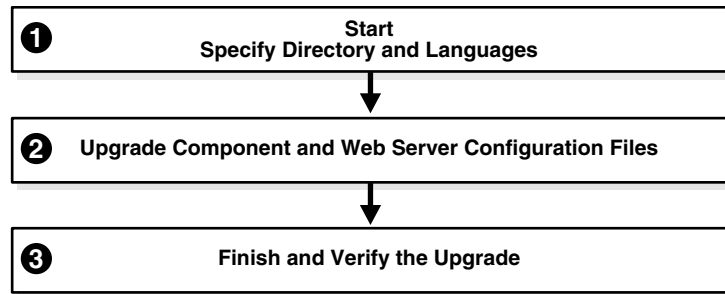 1 Start
Specify Directory and Languages
2 Upgrade Component and Web Server Configuration Files
3 Finish and Verify the Upgrade